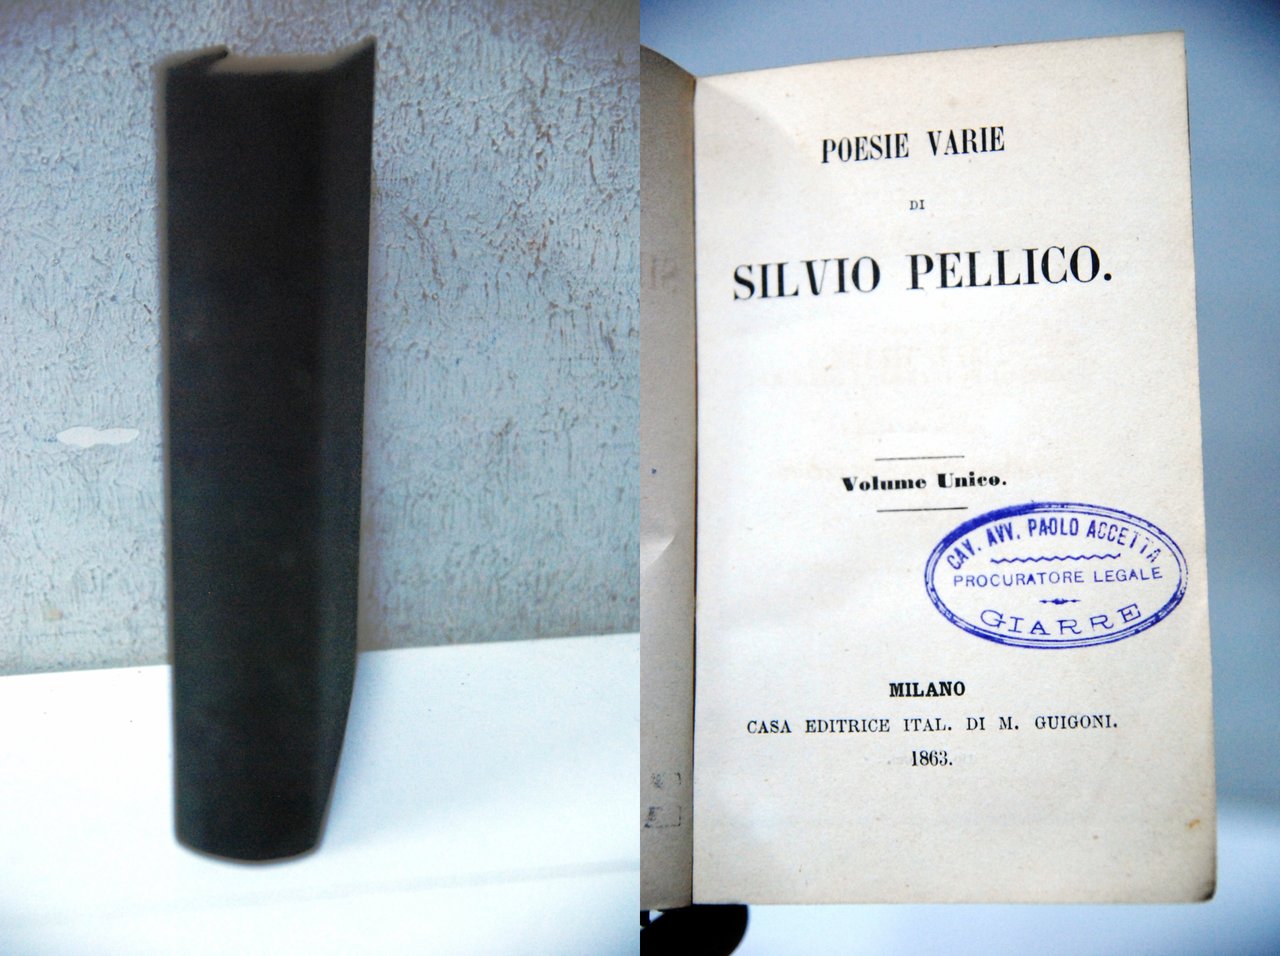 POESIE VARIE
DI
SILVIO PELLICO.
Volume Unico.
CAV. AVV. PAOLO ACCETTA
PROCURATORE LEGALE
GIARRE
MILANO
CASA EDITRICE ITAL. DI M. GUIGONI.
1863.